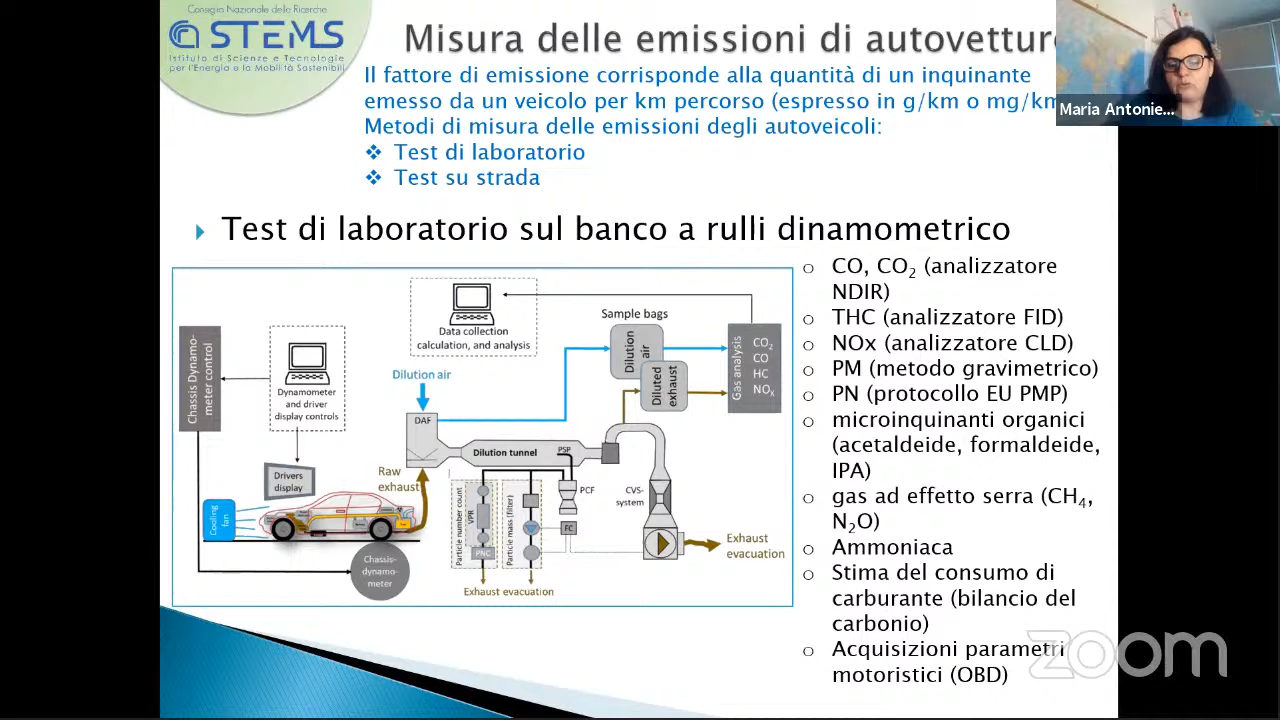 Consiglio Nazionale delle Ricerche
STEMS
Istituto di Scienze e Tecnologie
per l'Energia e la Mobilità Sostenibili
Misura delle emissioni di autovetture
Il fattore di emissione corrisponde alla quantità di un inquinante
emesso da un veicolo per km percorso (espresso in g/km o mg/km
Metodi di misura delle emissioni degli autoveicoli:
❖ Test di laboratorio
❖ Test su strada
Maria Antonie...
Test di laboratorio sul banco a rulli dinamometrico
Chassis Dynamo-
meter control
Dynamometer
and driver
display controls
Drivers
display
Cooling
fan
Chassis-
dynamo-
meter
Data collection
calculation, and analysis
Dilution air
DAF
Raw
exhaust
Dilution tunnel
PSP
Particle number count
VPR
PNC
Particle mass (filter)
PCF
FC
Exhaust evacuation
CVS-
system
Exhaust
evacuation
Sample bags
Dilution
air
Diluted
exhaust
Gas analysis
CO2
CO
HC
NOX
o CO, CO2 (analizzatore
NDIR)
o THC (analizzatore FID)
o NOx (analizzatore CLD)
o PM (metodo gravimetrico)
o PN (protocollo EU PMP)
o microinquinanti organici
(acetaldeide, formaldeide,
IPA)
o gas ad effetto serra (CH4,
N2O)
o Ammoniaca
o Stima del consumo di
carburante (bilancio del
carbonio)
o Acquisizioni parametri
motoristici (OBD)
zoom